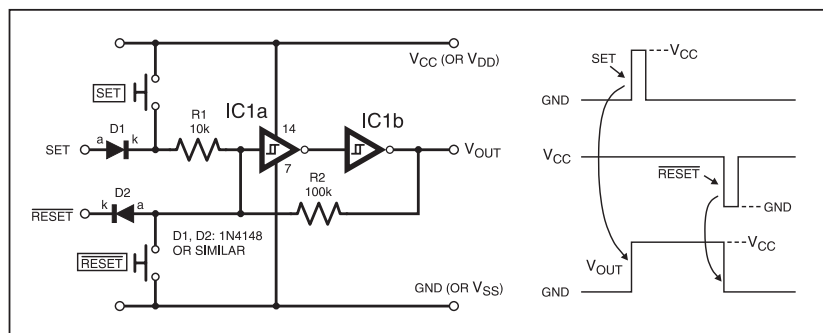 V_CC (OR V_DD)
SET
R1
10k
IC1a
14
7
IC1b
SET
a
D1
k
V_OUT
R2
100k
RESET
k
D2
a
D1, D2: 1N4148
OR SIMILAR
RESET
GND (OR V_SS)
SET
V_CC
GND
V_CC
RESET
GND
V_CC
V_OUT
GND